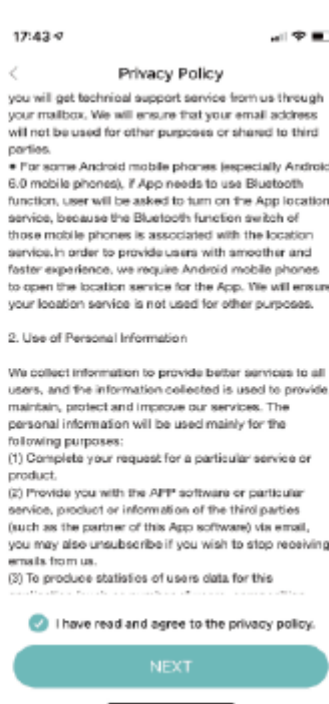 17:43
Privacy Policy
you will get technical support service from us through
your mailbox. We will ensure that your email address
will not be used for other purposes or shared to third
parties.
• For some Android mobile phones (especially Android
6.0 mobile phones), if App needs to use Bluetooth
function, user will be asked to turn on the App location
service, because the Bluetooth function switch of
those mobile phones is associated with the location
service.In order to provide users with smoother and
faster experience, we require Android mobile phones
to open the location service for the App. We will ensure
your location service is not used for other purposes.
2. Use of Personal Information
We collect information to provide better services to all
users, and the information collected is used to provide
maintain, protect and improve our services. The
personal information will be used mainly for the
following purposes:
(1) Complete your request for a particular service or
product.
(2) Provide you with the APP software or particular
service, product or information of the third parties
(such as the partner of this App software) via email,
you may also unsubscribe if you wish to stop receiving
emails from us.
(3) To produce statistics of users data for this
I have read and agree to the privacy policy.
NEXT